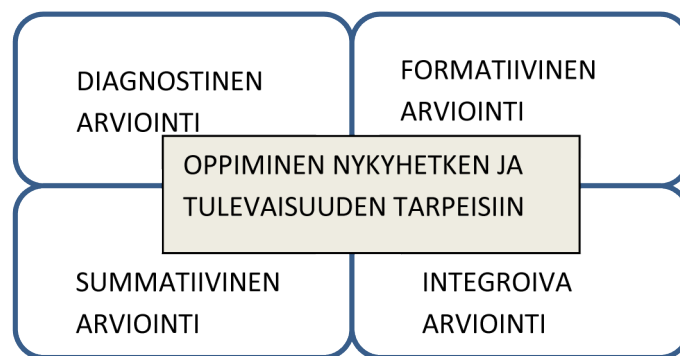 DIAGNOSTINEN
ARVIOINTI
FORMATIIVINEN
ARVIOINTI
OPPIMINEN NYKYHETKEN JA
TULEVAISUUDEN TARPEISIIN
SUMMATIIVINEN
ARVIOINTI
INTEGROIVA
ARVIOINTI